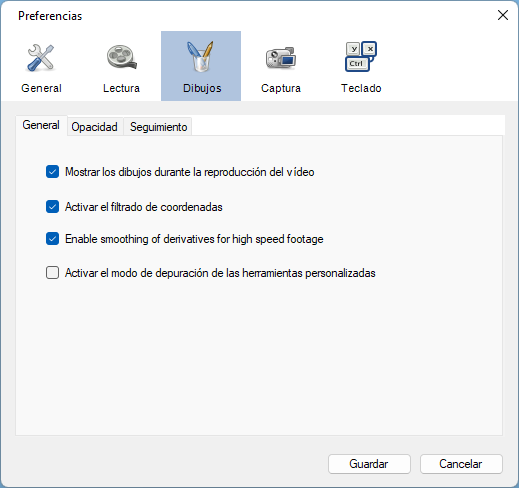 Preferencias
General Lectura Dibujos Captura Teclado
y x
Ctrl
General Opacidad Seguimiento
Mostrar los dibujos durante la reproducción del vídeo
Activar el filtrado de coordenadas
Enable smoothing of derivatives for high speed footage
Activar el modo de depuración de las herramientas personalizadas
Guardar Cancelar